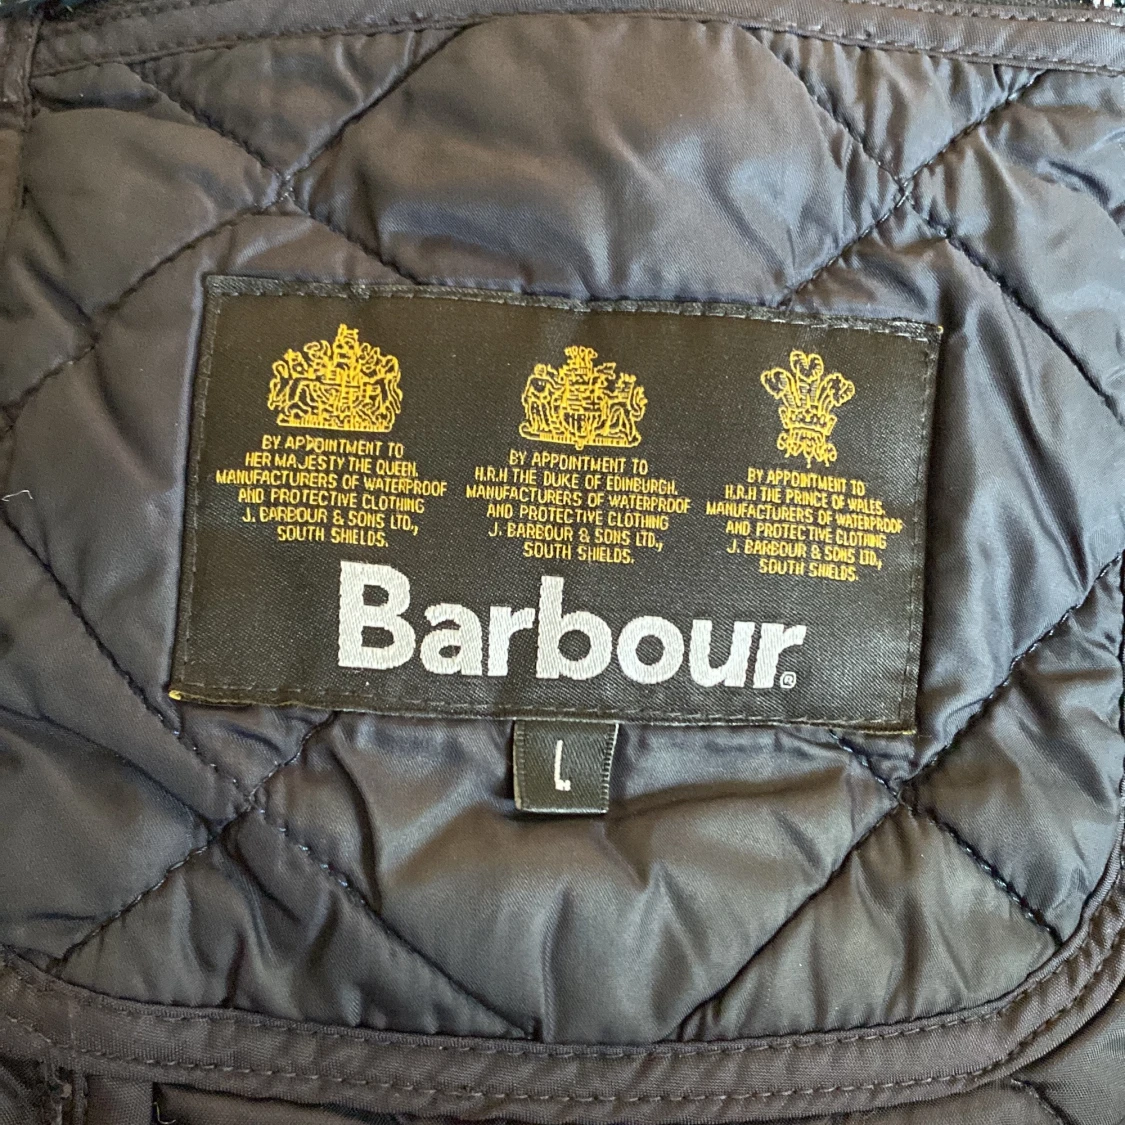 BY APPOINTMENT TO
HER MAJESTY THE QUEEN.
MANUFACTURERS OF WATERPROOF
AND PROTECTIVE CLOTHING
J. BARBOUR & SONS LTD.,
SOUTH SHIELDS.
BY APPOINTMENT TO
H.R.H THE DUKE OF EDINBURGH.
MANUFACTURERS OF WATERPROOF
AND PROTECTIVE CLOTHING
J. BARBOUR & SONS LTD.,
SOUTH SHIELDS.
BY APPOINTMENT TO
H.R.H THE PRINCE OF WALES.
MANUFACTURERS OF WATERPROOF
AND PROTECTIVE CLOTHING
J. BARBOUR & SONS LTD.,
SOUTH SHIELDS.
Barbour®
L